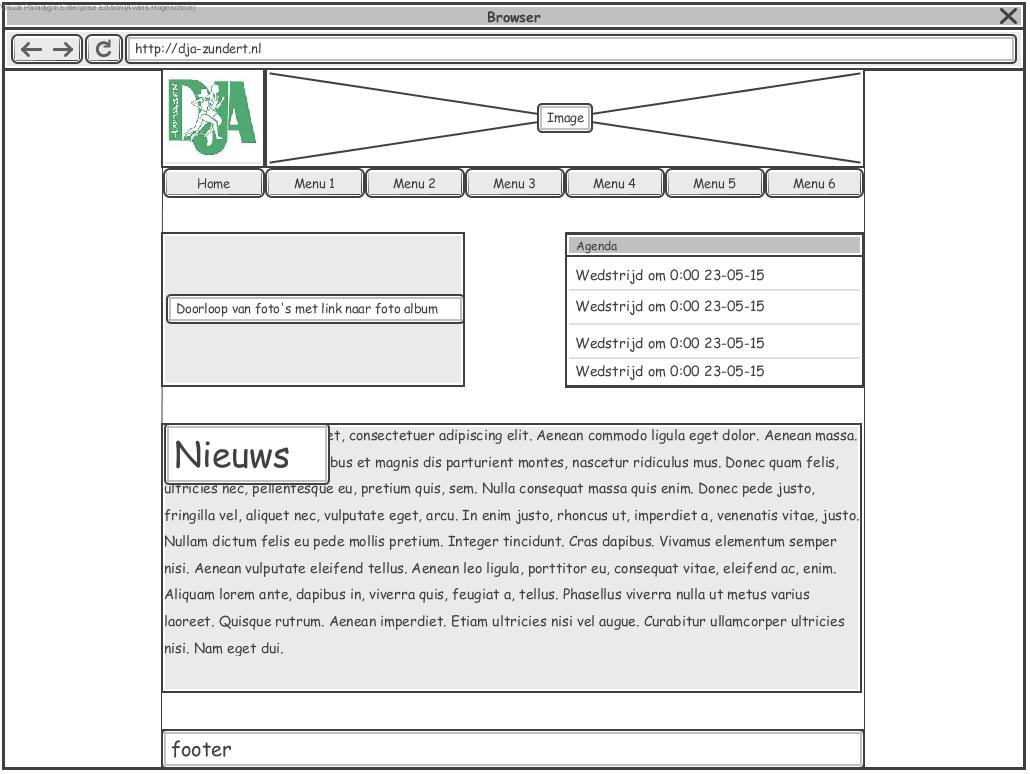 Visual Paradigm Enterprise Edition(Avans Hogeschool)
Browser
http://dja-zundert.nl
DJA
Image
Home Menu 1 Menu 2 Menu 3 Menu 4 Menu 5 Menu 6
Doorloop van foto's met link naar foto album
Agenda
Wedstrijd om 0:00 23-05-15
Wedstrijd om 0:00 23-05-15
Wedstrijd om 0:00 23-05-15
Wedstrijd om 0:00 23-05-15
Nieuws
et, consectetuer adipiscing elit. Aenean commodo ligula eget dolor. Aenean massa.
bus et magnis dis parturient montes, nascetur ridiculus mus. Donec quam felis,
ultricies nec, pellentesque eu, pretium quis, sem. Nulla consequat massa quis enim. Donec pede justo,
fringilla vel, aliquet nec, vulputate eget, arcu. In enim justo, rhoncus ut, imperdiet a, venenatis vitae, justo.
Nullam dictum felis eu pede mollis pretium. Integer tincidunt. Cras dapibus. Vivamus elementum semper
nisi. Aenean vulputate eleifend tellus. Aenean leo ligula, porttitor eu, consequat vitae, eleifend ac, enim.
Aliquam lorem ante, dapibus in, viverra quis, feugiat a, tellus. Phasellus viverra nulla ut metus varius
laoreet. Quisque rutrum. Aenean imperdiet. Etiam ultricies nisi vel augue. Curabitur ullamcorper ultricies
nisi. Nam eget dui.
footer